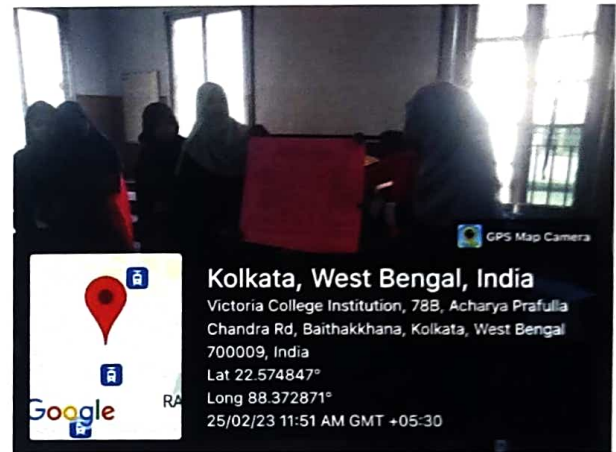 GPS Map Camera
Kolkata, West Bengal, India
Victoria College Institution, 78B, Acharya Prafulla
Chandra Rd, Baithakkhana, Kolkata, West Bengal
700009, India
Lat 22.574847°
Long 88.372871°
25/02/23 11:51 AM GMT +05:30
Google
RA